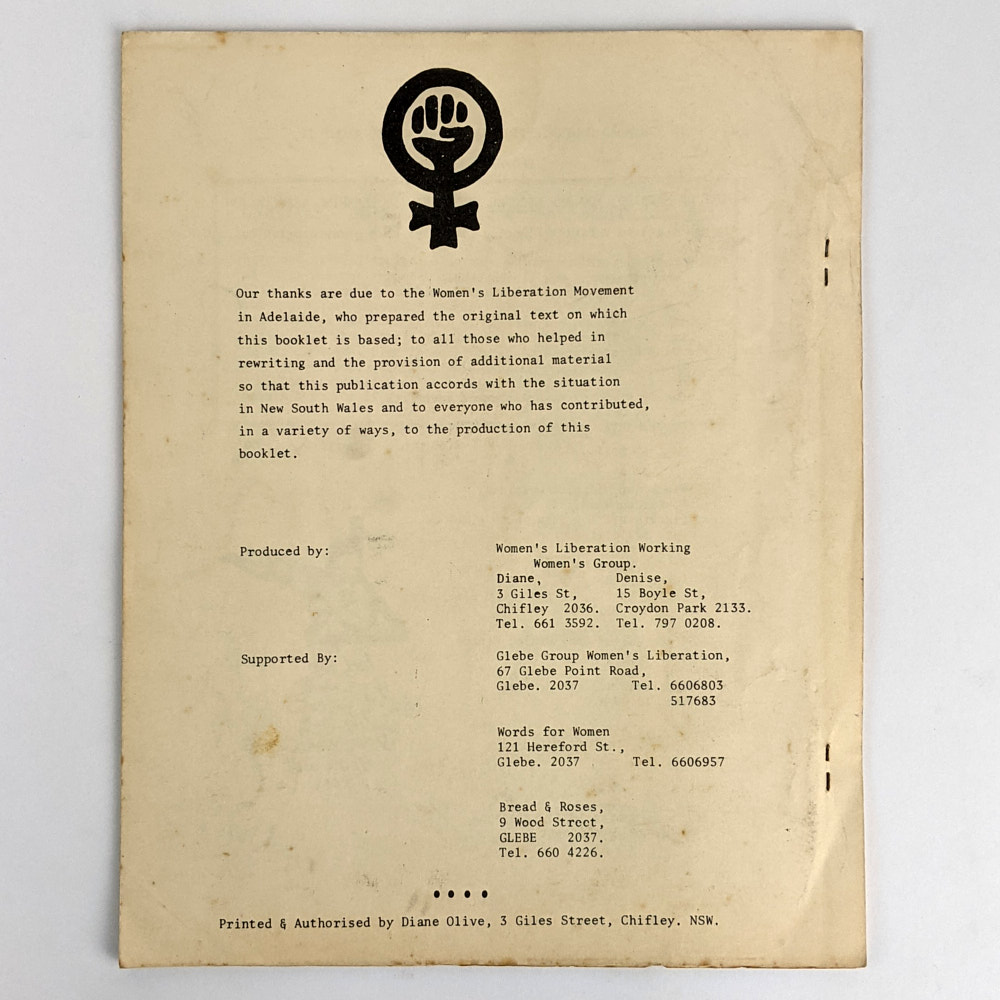 Our thanks are due to the Women's Liberation Movement
in Adelaide, who prepared the original text on which
this booklet is based; to all those who helped in
rewriting and the provision of additional material
so that this publication accords with the situation
in New South Wales and to everyone who has contributed,
in a variety of ways, to the production of this
booklet.
Produced by: Women's Liberation Working
Women's Group.
Diane, Denise,
3 Giles St, 15 Boyle St,
Chifley 2036. Croydon Park 2133.
Tel. 661 3592. Tel. 797 0208.
Supported By: Glebe Group Women's Liberation,
67 Glebe Point Road,
Glebe. 2037 Tel. 6606803
517683
Words for Women
121 Hereford St.,
Glebe. 2037 Tel. 6606957
Bread & Roses,
9 Wood Street,
GLEBE 2037.
Tel. 660 4226.
Printed & Authorised by Diane Olive, 3 Giles Street, Chifley. NSW.